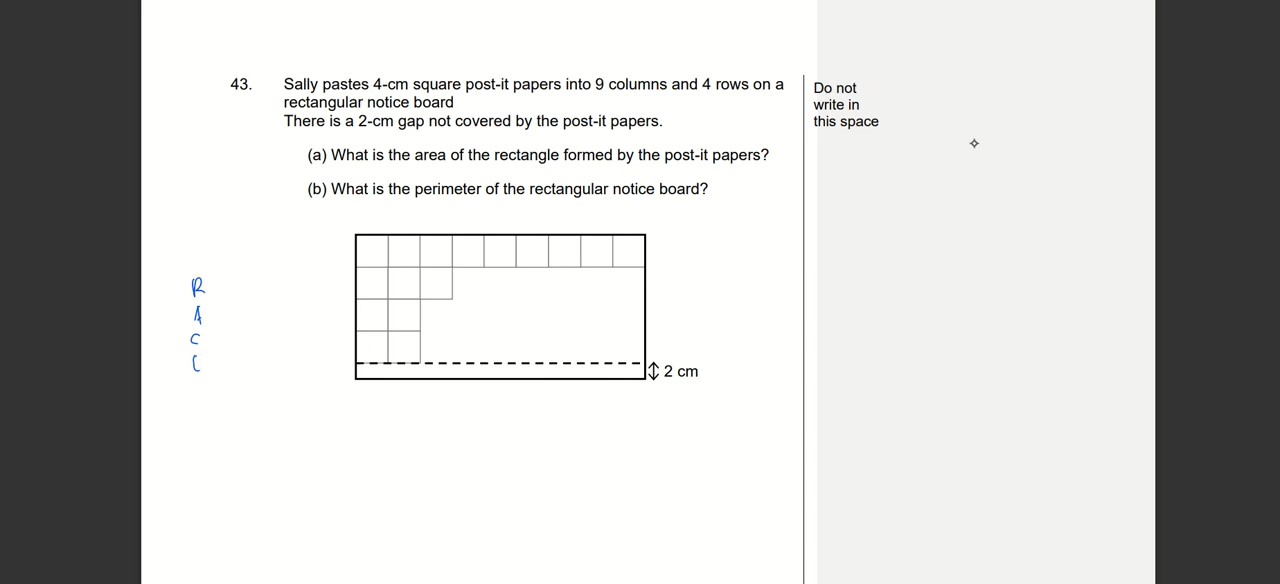 43. Sally pastes 4-cm square post-it papers into 9 columns and 4 rows on a
rectangular notice board
There is a 2-cm gap not covered by the post-it papers.
(a) What is the area of the rectangle formed by the post-it papers?
(b) What is the perimeter of the rectangular notice board?
Do not
write in
this space
R
A
C
C
2 cm